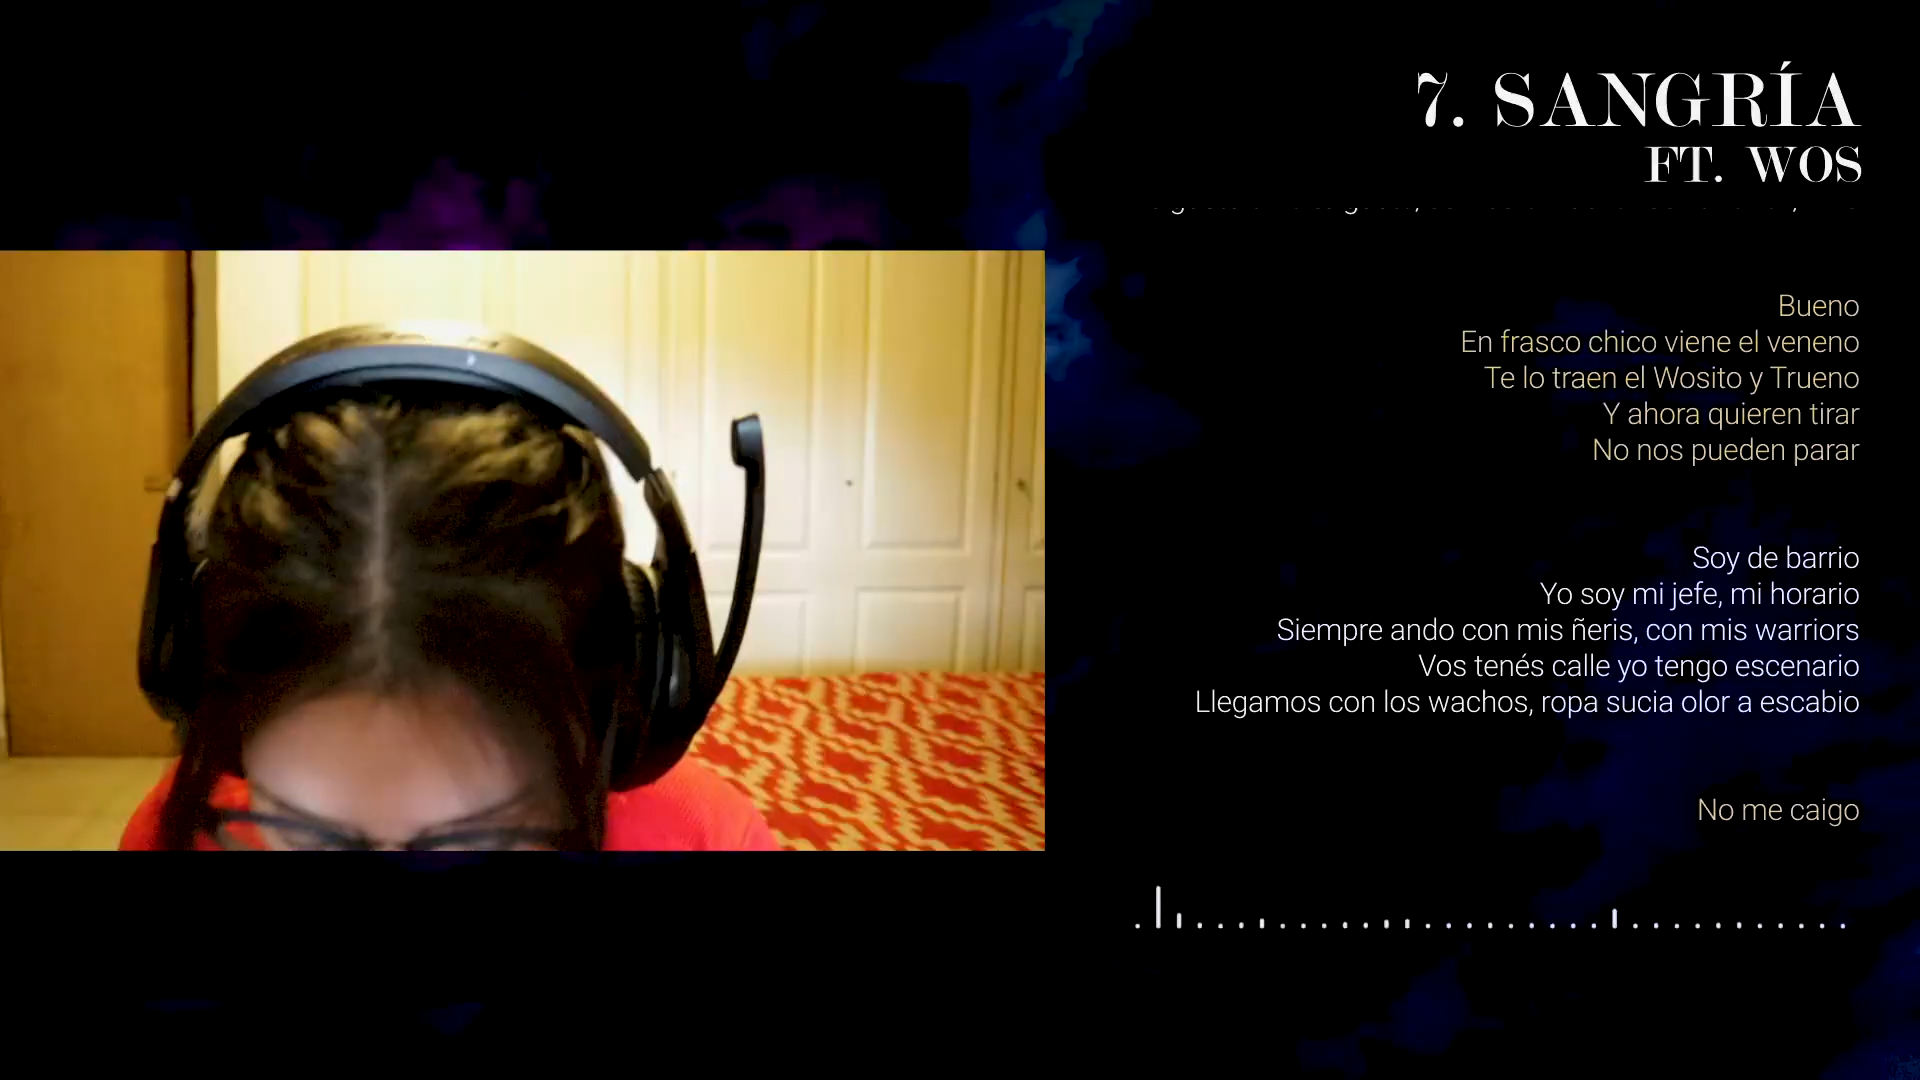 7. SANGRÍA
FT. WOS
Bueno
En frasco chico viene el veneno
Te lo traen el Wosito y Trueno
Y ahora quieren tirar
No nos pueden parar
Soy de barrio
Yo soy mi jefe, mi horario
Siempre ando con mis ñeris, con mis warriors
Vos tenés calle yo tengo escenario
Llegamos con los wachos, ropa sucia olor a escabio
No me caigo